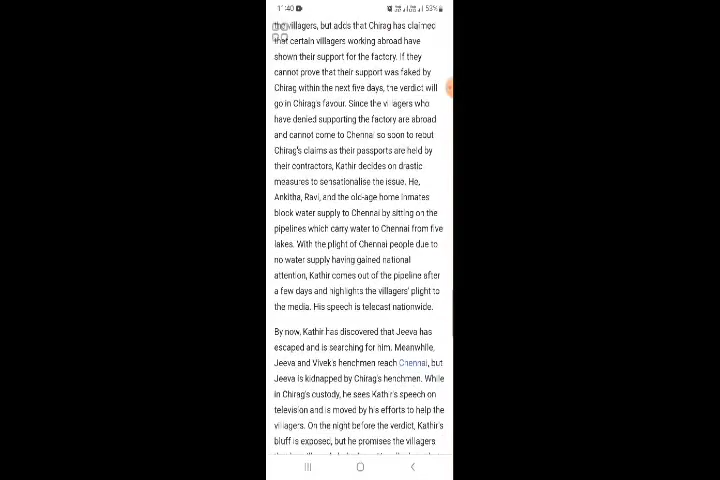 11:40
53%
the villagers, but adds that Chirag has claimed
that certain villagers working abroad have
shown their support for the factory. If they
cannot prove that their support was faked by
Chirag within the next five days, the verdict will
go in Chirag's favour. Since the villagers who
have denied supporting the factory are abroad
and cannot come to Chennai so soon to rebut
Chirag's claims as their passports are held by
their contractors, Kathir decides on drastic
measures to sensationalise the issue. He,
Ankitha, Ravi, and the old-age home inmates
block water supply to Chennai by sitting on the
pipelines which carry water to Chennai from five
lakes. With the plight of Chennai people due to
no water supply having gained national
attention, Kathir comes out of the pipeline after
a few days and highlights the villagers' plight to
the media. His speech is telecast nationwide.
By now, Kathir has discovered that Jeeva has
escaped and is searching for him. Meanwhile,
Jeeva and Vivek's henchmen reach Chennai, but
Jeeva is kidnapped by Chirag's henchmen. While
in Chirag's custody, he sees Kathir's speech on
television and is moved by his efforts to help the
villagers. On the night before the verdict, Kathir's
bluff is exposed, but he promises the villagers